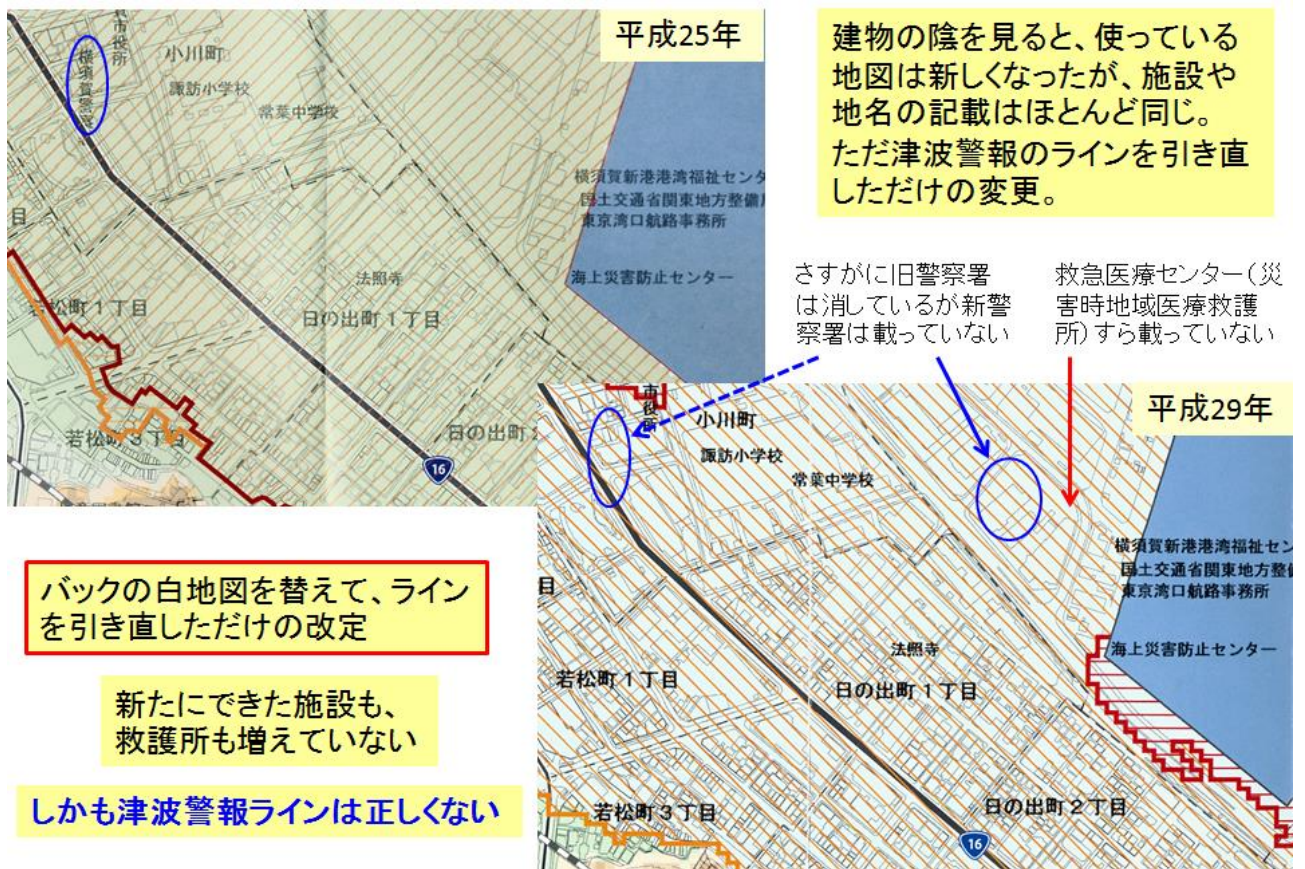 平成25年
市役所
横須賀警察
小川町
諏訪小学校
常葉中学校
横須賀新港港湾福祉センタ
国土交通省関東地方整備
東京湾口航路事務所
海上災害防止センター
法照寺
若松町1丁目
日の出町1丁目
目
若松町3丁目
日の出町2
16
建物の陰を見ると、使っている
地図は新しくなったが、施設や
地名の記載はほとんど同じ。
ただ津波警報のラインを引き直
しただけの変更。
さすがに旧警察署
は消しているが新警
察署は載っていない
救急医療センター(災
害時地域医療救護
所)すら載っていない
平成29年
市役所
小川町
諏訪小学校
常葉中学校
横須賀新港港湾福祉セン
国土交通省関東地方整備
東京湾口航路事務所
海上災害防止センター
目
法照寺
若松町1丁目
日の出町1丁目
若松町3丁目
日の出町2丁目
16
バックの白地図を替えて、ライン
を引き直しただけの改定
新たにできた施設も、
救護所も増えていない
しかも津波警報ラインは正しくない